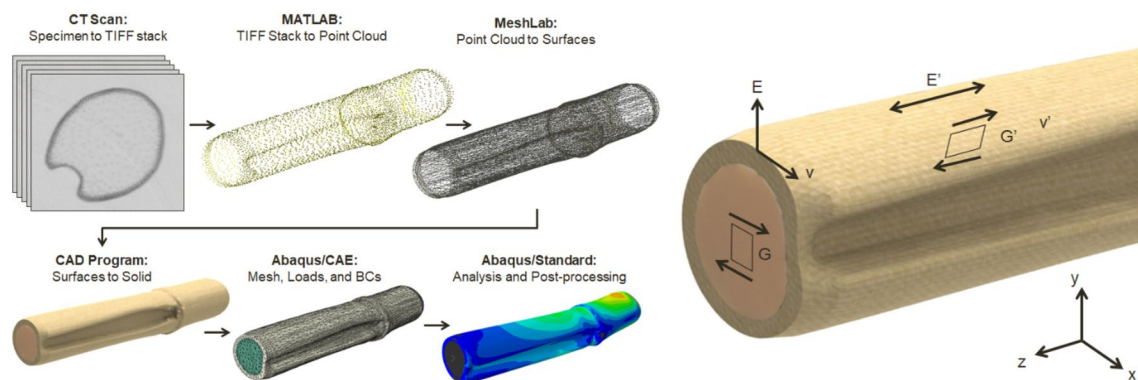 CT Scan:
Specimen to TIFF stack
MATLAB:
TIFF Stack to Point Cloud
MeshLab:
Point Cloud to Surfaces
CAD Program:
Surfaces to Solid
Abaqus/CAE:
Mesh, Loads, and BCs
Abaqus/Standard:
Analysis and Post-processing
E
E'
v'
G'
v
G
y
z
x